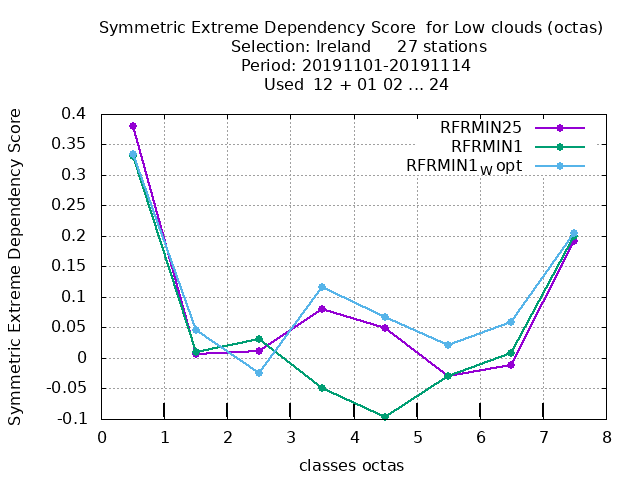 Symmetric Extreme Dependency Score  for Low clouds (octas)
Selection: Ireland     27 stations
Period: 20191101-20191114
Used  12 + 01 02 ... 24
Symmetric Extreme Dependency Score
0.4
0.35
0.3
0.25
0.2
0.15
0.1
0.05
0
-0.05
-0.1
RFRMIN25
RFRMIN1
RFRMIN1W opt
0 1 2 3 4 5 6 7 8
classes octas